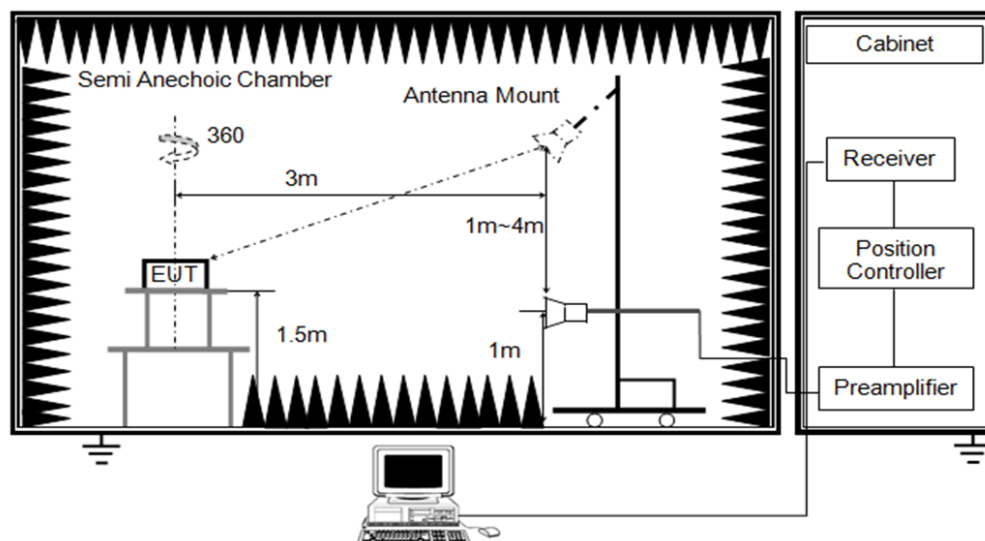 Cabinet
Semi Anechoic Chamber
Antenna Mount
360
Receiver
3m
1m~4m
Position
Controller
EUT
1.5m
1m
Preamplifier